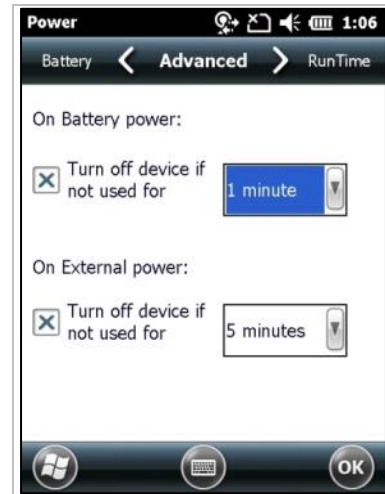 Power 1:06
Battery Advanced RunTime
On Battery power:
Turn off device if
not used for
1 minute
On External power:
Turn off device if
not used for
5 minutes
OK